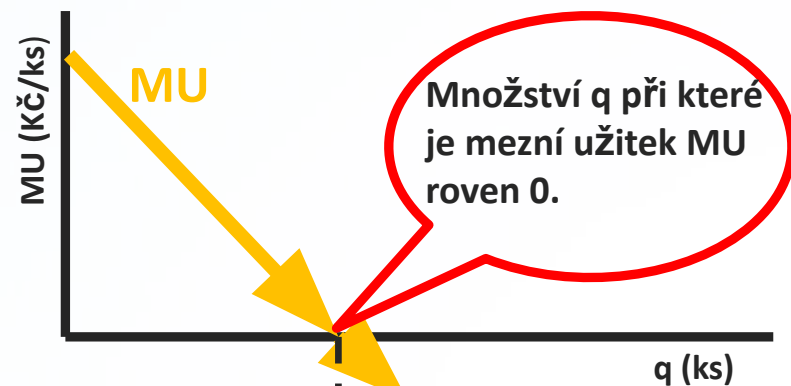 MU (Kč/ks)
MU
Množství q při které
je mezní užitek MU
roven 0.
q (ks)